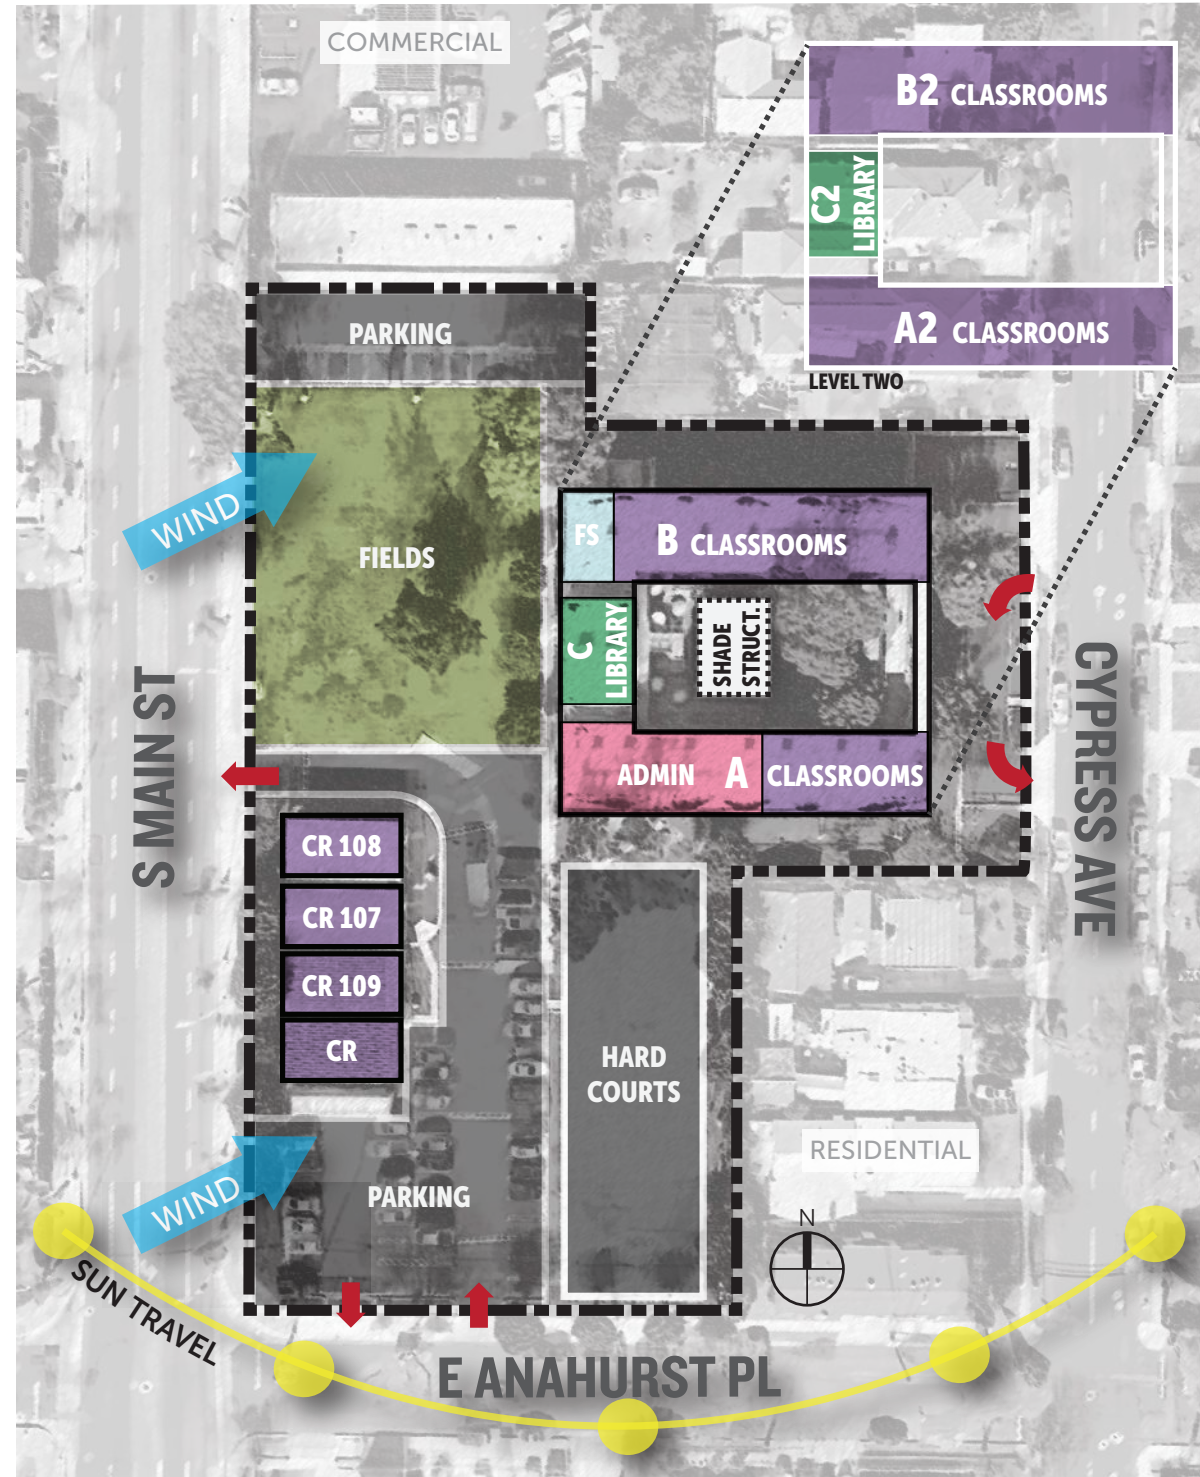 COMMERCIAL
B2 CLASSROOMS
C2
LIBRARY
A2 CLASSROOMS
LEVEL TWO
PARKING
WIND
FIELDS
FS
B CLASSROOMS
C
LIBRARY
SHADE
STRUCT.
ADMIN A CLASSROOMS
S MAIN ST
CYPRESS AVE
CR 108
CR 107
CR 109
CR
HARD
COURTS
RESIDENTIAL
WIND
PARKING
N
SUN TRAVEL
E ANAHURST PL